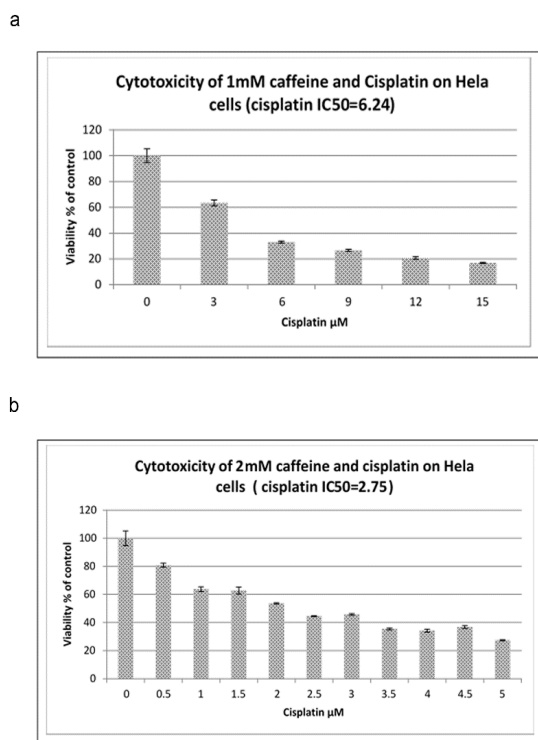 a
Cytotoxicity of 1mM caffeine and Cisplatin on Hela
cells (cisplatin IC50=6.24)
120
100
80
60
40
20
0
Viability % of control
0 3 6 9 12 15
Cisplatin µM
b
Cytotoxicity of 2mM caffeine and cisplatin on Hela
cells ( cisplatin IC50=2.75)
120
100
80
60
40
20
0
Viability % of control
0 0.5 1 1.5 2 2.5 3 3.5 4 4.5 5
Cisplatin µM